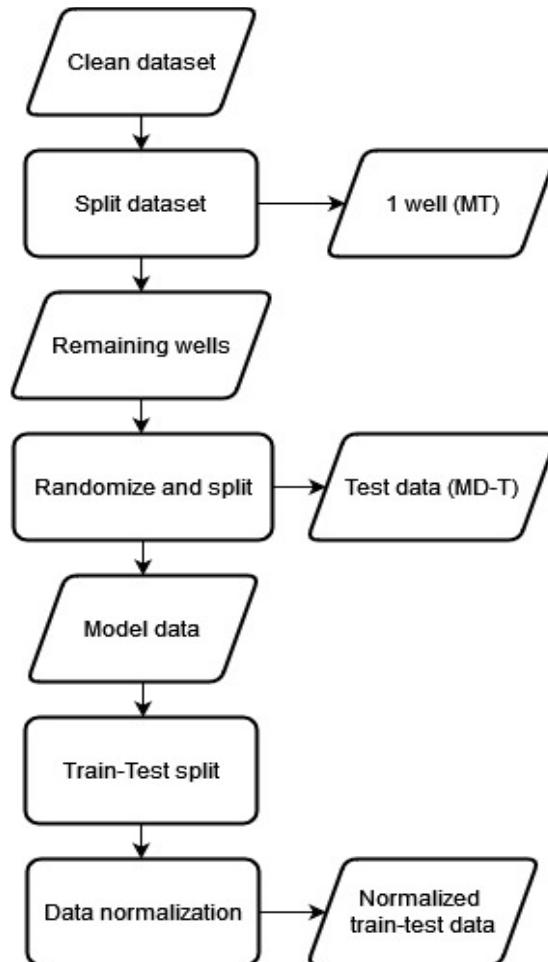 Clean dataset
Split dataset
1 well (MT)
Remaining wells
Randomize and split
Test data (MD-T)
Model data
Train-Test split
Data normalization
Normalized
train-test data